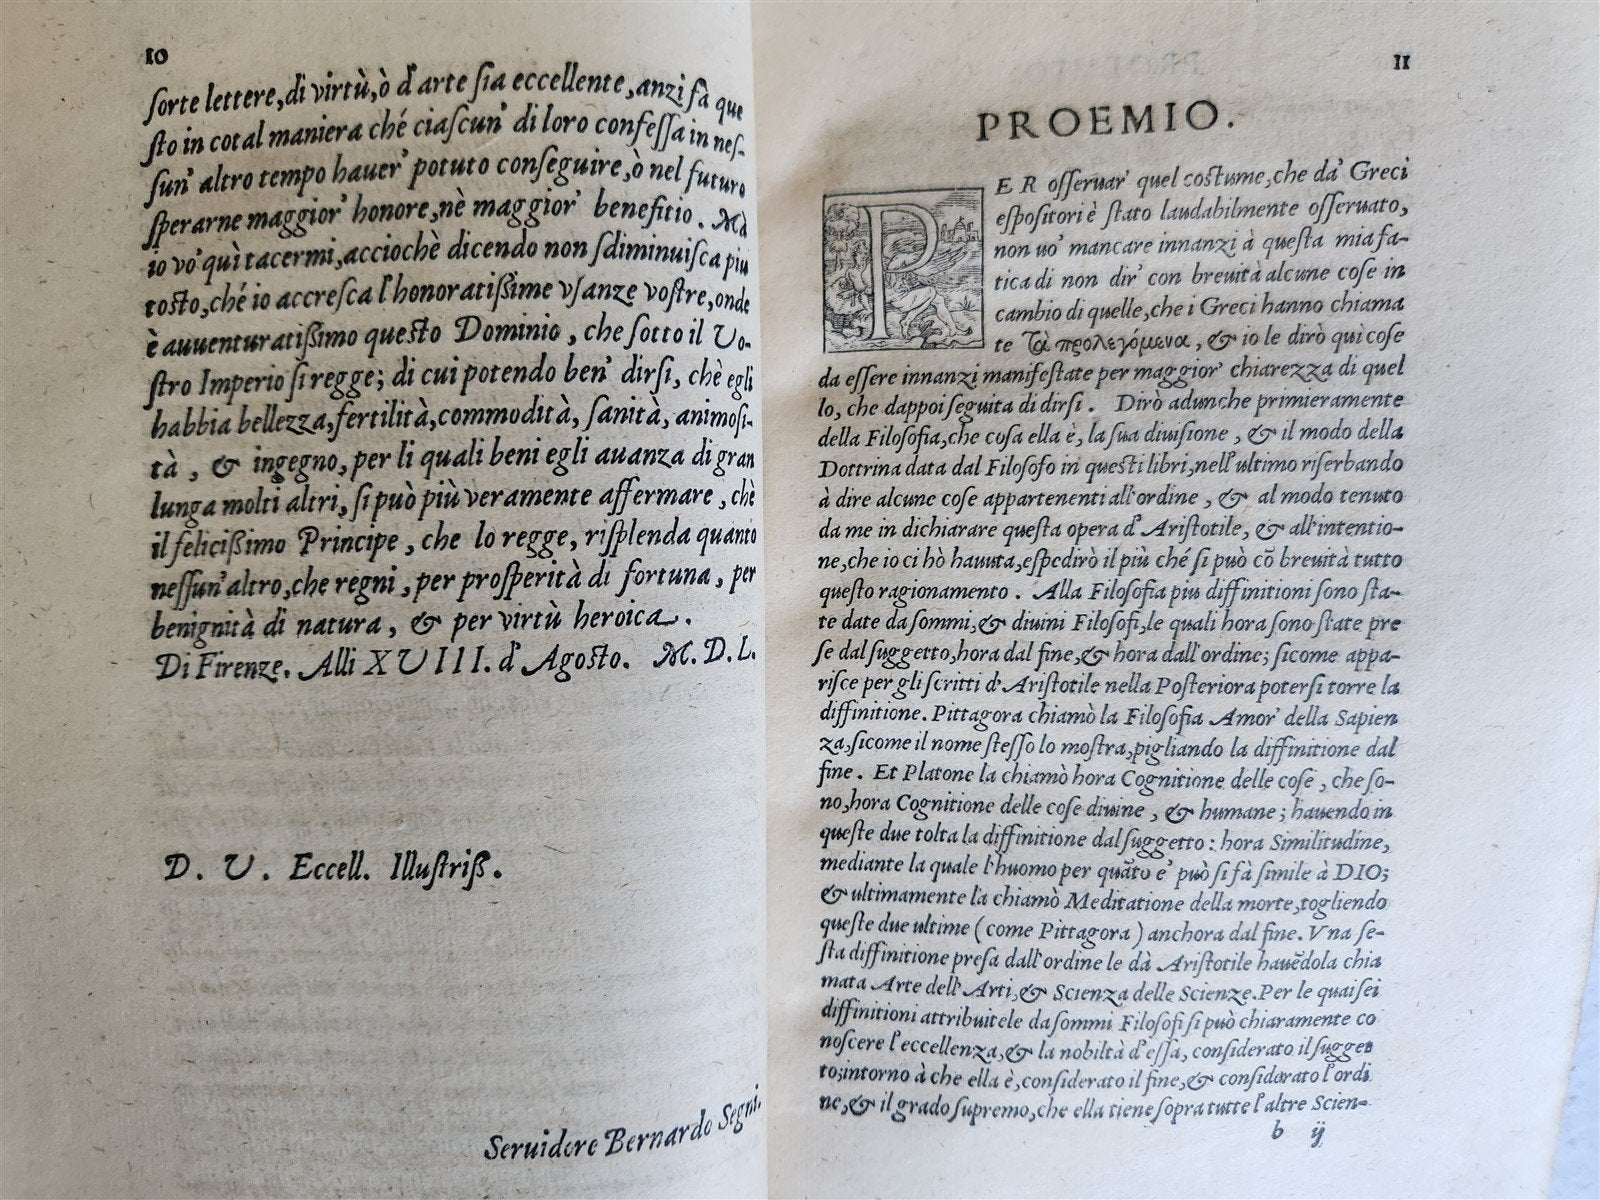 10
sorte lettere, di virtù, ò d'arte sia eccellente, anzi fà que
sto in cotal maniera ché ciascun' di loro confessa in nes-
sun' altro tempo hauer' potuto conseguire, ò nel futuro
sperarne maggior' honore, nè maggior' benefitio. Mà
io vo' quì tacermi, acciochè dicendo non sdiminuisca piu
tosto, ché io accresca l'honoratißime vsanze vostre, onde
è auuenturatißimo questo Dominio, che sotto il Uo-
stro Imperio si regge; di cui potendo ben' dirsi, chè egli
habbia bellezza, fertilità, commodità, sanità, animosi-
tà, & ingegno, per li quali beni egli auanza di gran
lunga molti altri, si può più veramente affermare, chè
il felicißimo Principe, che lo regge, risplenda quanto
nessun' altro, che regni, per prosperità di fortuna, per
benignità di natura, & per virtù heroica.
Di Firenze. Alli XUIII. d'Agosto. M. D. L.
D. U. Eccell. Illustriß.
Seruidore Bernardo Segni.
11
PROEMIO.
PER osseruar' quel costume, che da' Greci
espositori è stato laudabilmente osseruato,
non uo' mancare innanzi à questa mia fa-
tica di non dir' con breuità alcune cose in
cambio di quelle, che i Greci hanno chiama
te Τὰ προλεγόμενα, & io le dirò quì cose
da essere innanzi manifestate per maggior' chiarezza di quel
lo, che dappoi seguita di dirsi. Dirò adunche primieramente
della Filosofia, che cosa ella è, la sua diuisione, & il modo della
Dottrina data dal Filosofo in questi libri, nell'ultimo riserbando
à dire alcune cose appartenenti all'ordine, & al modo tenuto
da me in dichiarare questa opera d'Aristotile, & all'intentio-
ne, che io ci hò hauuta, espedirò il più ché si può cō breuità tutto
questo ragionamento. Alla Filosofia piu diffinitioni sono sta-
te date da sommi, & diuini Filosofi, le quali hora sono state pre
se dal suggetto, hora dal fine, & hora dall'ordine; sicome appa-
risce per gli scritti d'Aristotile nella Posteriora potersi torre la
diffinitione. Pittagora chiamò la Filosofia Amor' della Sapien
za, sicome il nome stesso lo mostra, pigliando la diffinitione dal
fine. Et Platone la chiamò hora Cognitione delle cose, che so-
no, hora Cognitione delle cose diuine, & humane; hauendo in
queste due tolta la diffinitione dal suggetto: hora Similitudine,
mediante la quale l'huomo per quāto e' può si fà simile à DIO;
& ultimamente la chiamò Meditatione della morte, togliendo
queste due ultime (come Pittagora) anchora dal fine. Vna se-
sta diffinitione presa dall'ordine le dà Aristotile hauēdola chia
mata Arte dell'Arti, & Scienza delle Scienze. Per le quai sei
diffinitioni attribuitele da sommi Filosofi si può chiaramente co
noscere l'eccellenza, & la nobiltà d'essa, considerato il sugget
to; intorno à che ella è, considerato il fine, & considerato l'ordi
ne, & il grado supremo, che ella tiene sopra tutte l'altre Scien-
b ij